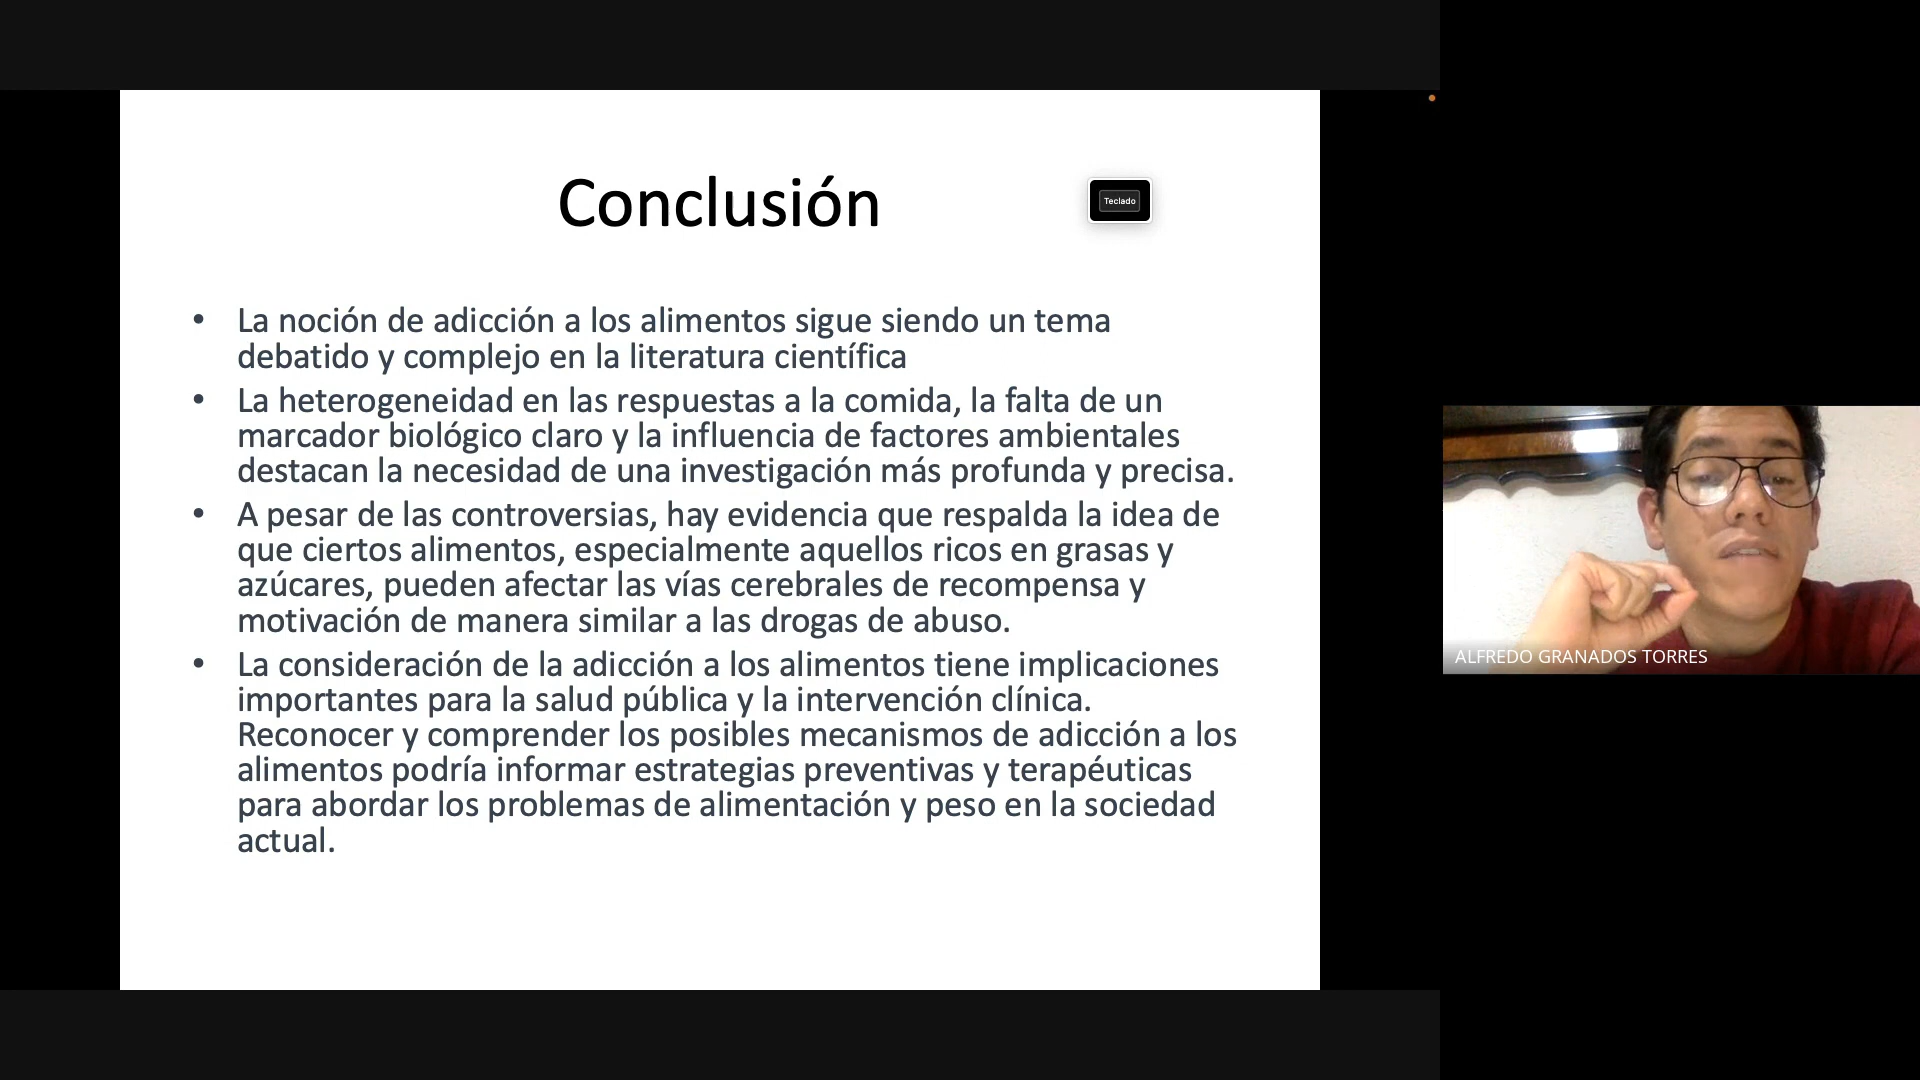 Conclusión
Teclado
• La noción de adicción a los alimentos sigue siendo un tema
debatido y complejo en la literatura científica
• La heterogeneidad en las respuestas a la comida, la falta de un
marcador biológico claro y la influencia de factores ambientales
destacan la necesidad de una investigación más profunda y precisa.
• A pesar de las controversias, hay evidencia que respalda la idea de
que ciertos alimentos, especialmente aquellos ricos en grasas y
azúcares, pueden afectar las vías cerebrales de recompensa y
motivación de manera similar a las drogas de abuso.
• La consideración de la adicción a los alimentos tiene implicaciones
importantes para la salud pública y la intervención clínica.
Reconocer y comprender los posibles mecanismos de adicción a los
alimentos podría informar estrategias preventivas y terapéuticas
para abordar los problemas de alimentación y peso en la sociedad
actual.
ALFREDO GRANADOS TORRES